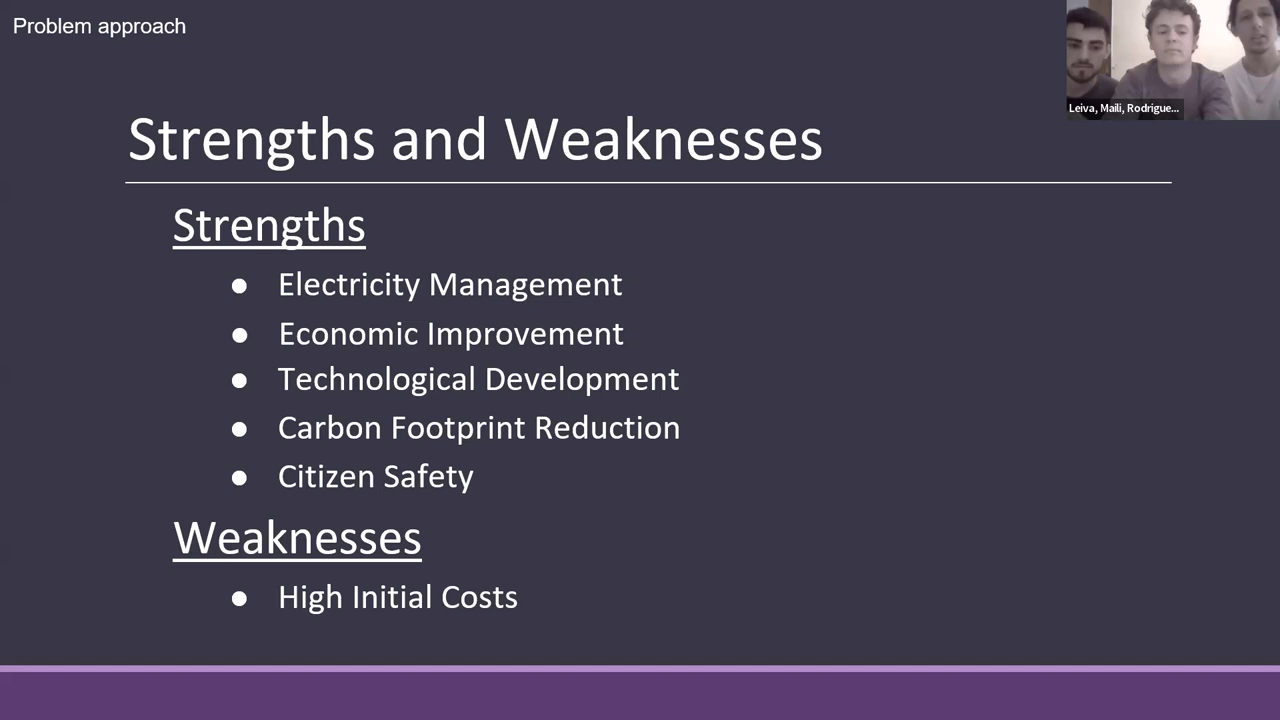 Problem approach
Leiva, Maili, Rodrigue...
Strengths and Weaknesses
Strengths
● Electricity Management
● Economic Improvement
● Technological Development
● Carbon Footprint Reduction
● Citizen Safety
Weaknesses
● High Initial Costs